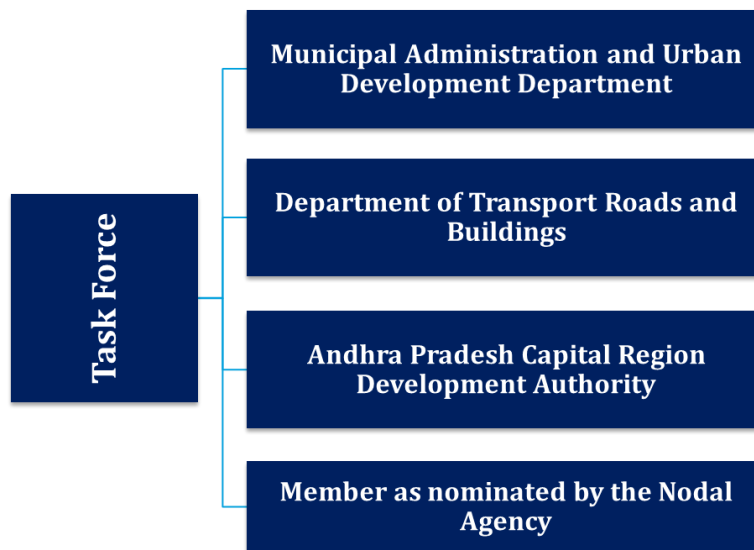 Municipal Administration and Urban
Development Department
Department of Transport Roads and
Buildings
Task Force
Andhra Pradesh Capital Region
Development Authority
Member as nominated by the Nodal
Agency